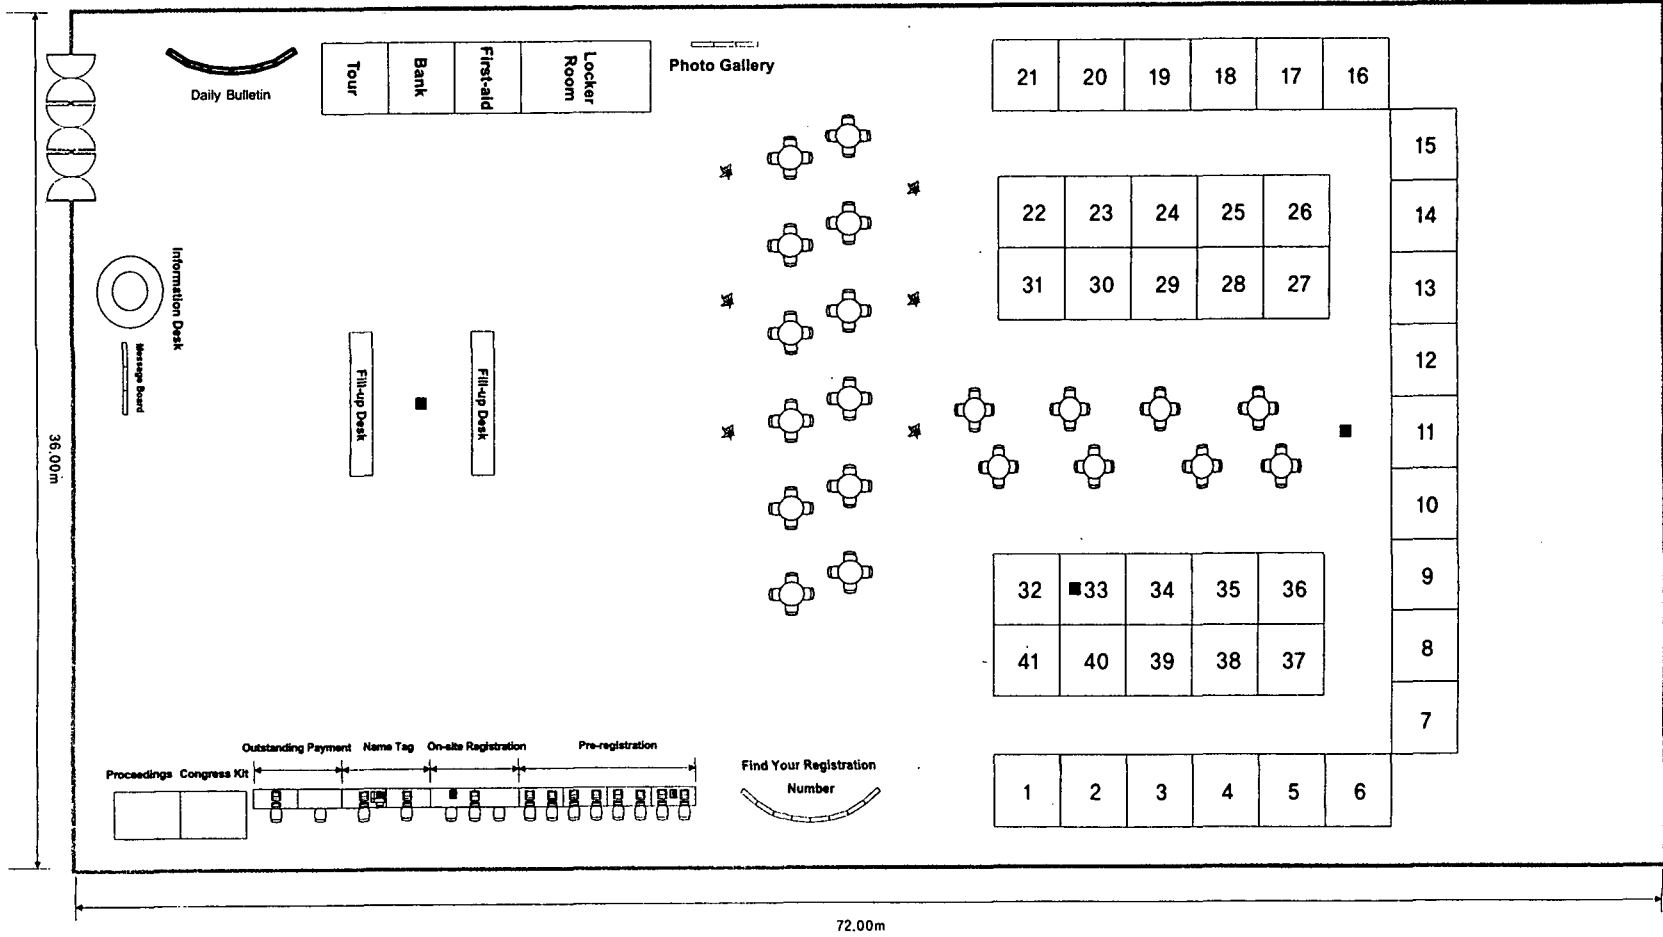 Daily Bulletin
Tour
Bank
First-aid
Locker
Room
Photo Gallery
21 20 19 18 17 16
15
14
13
12
11
10
9
8
7
22 23 24 25 26
31 30 29 28 27
Information Desk
Message Board
Fill-up Desk
Fill-up Desk
36.00m
32 33 34 35 36
41 40 39 38 37
1 2 3 4 5 6
Outstanding Payment Name Tag On-site Registration Pre-registration
Proceedings Congress Kit
Find Your Registration
Number
72.00m